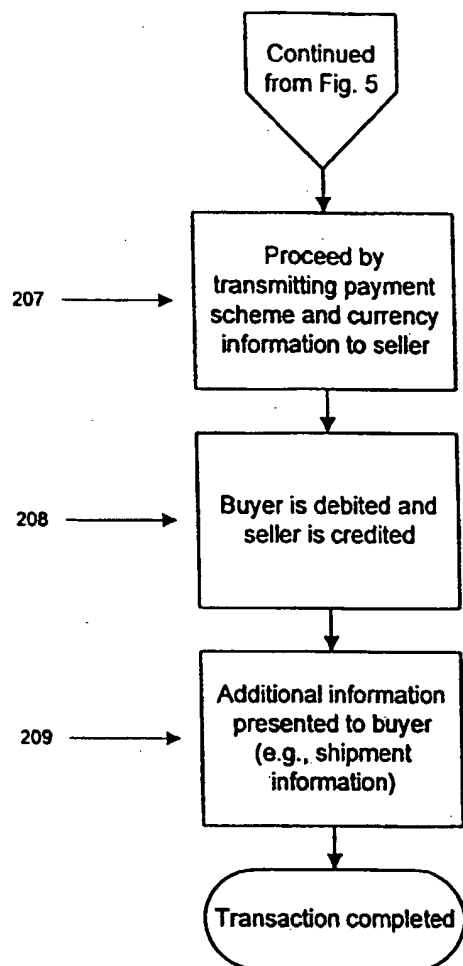 Continued
from Fig. 5
207
Proceed by
transmitting payment
scheme and currency
information to seller
208
Buyer is debited and
seller is credited
209
Additional information
presented to buyer
(e.g., shipment
information)
Transaction completed